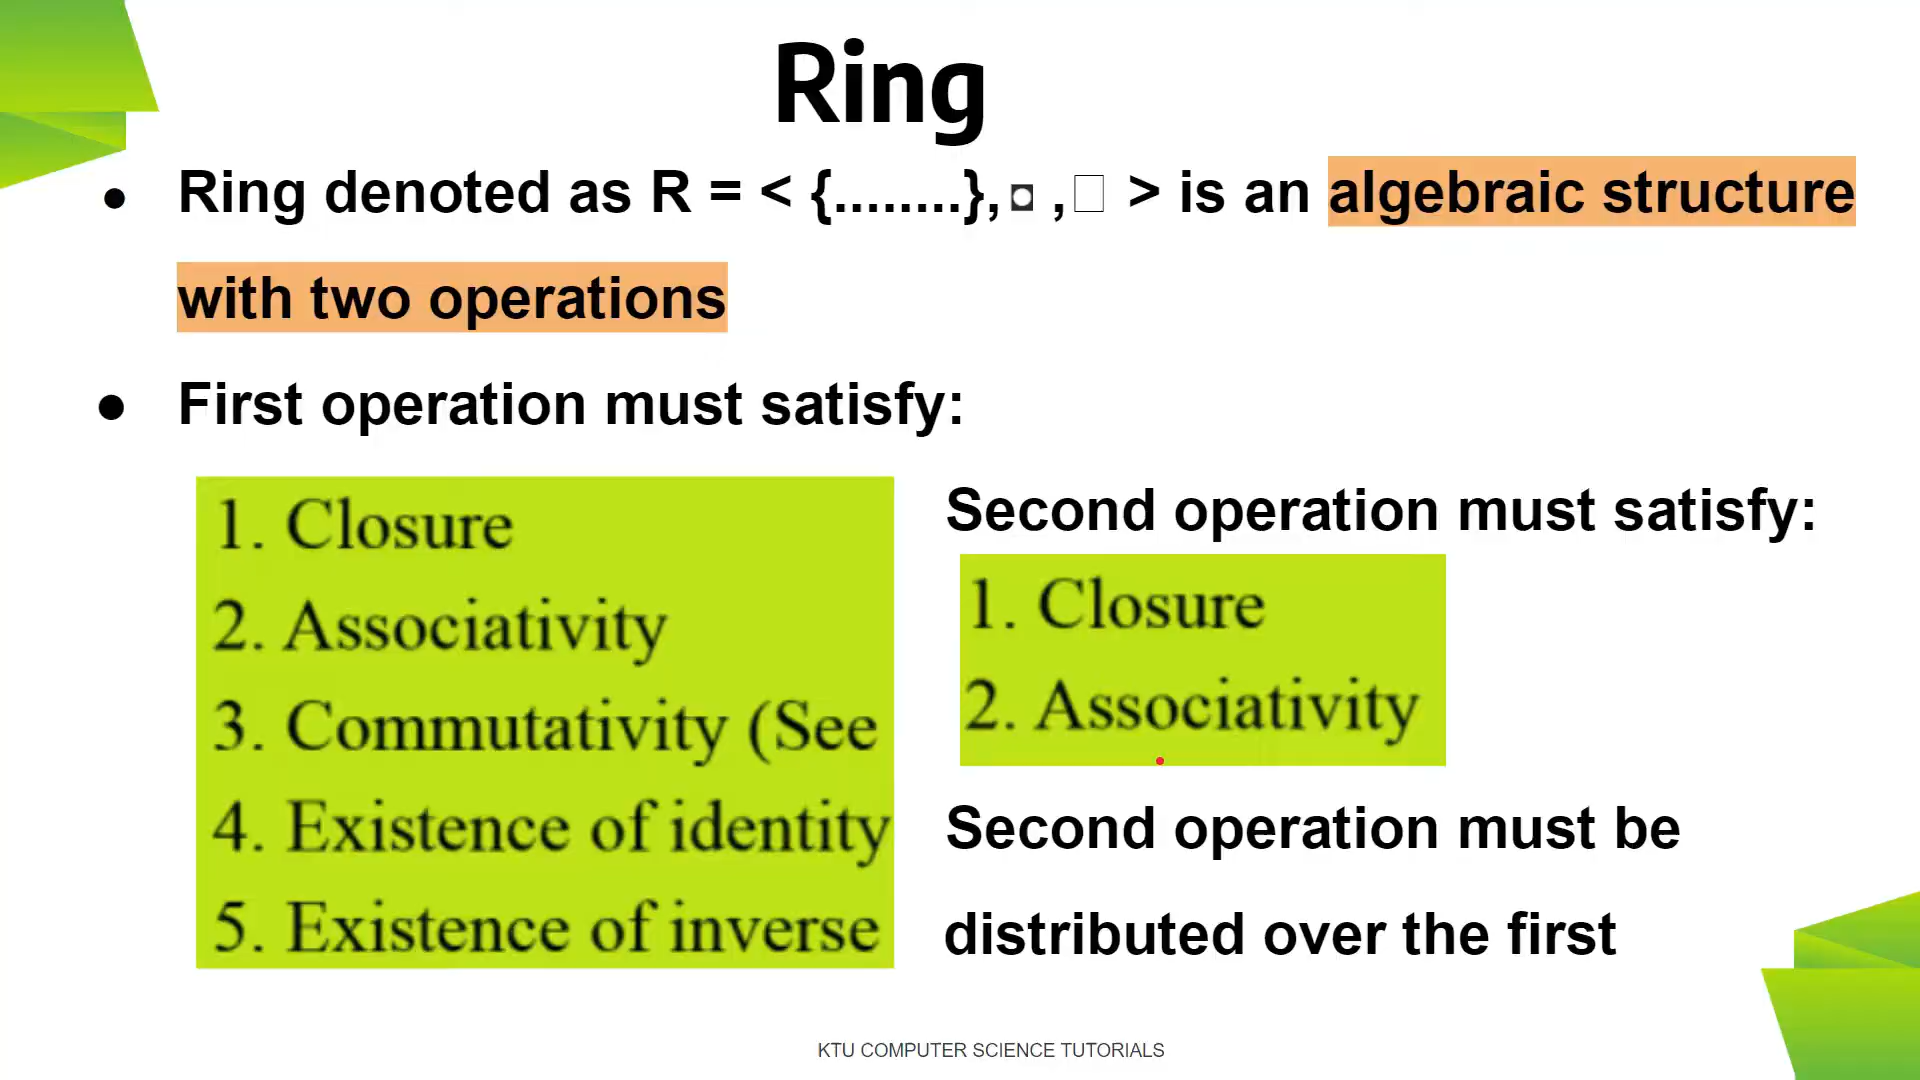 Ring
● Ring denoted as R = < {........},◘ ,□ > is an algebraic structure
with two operations
● First operation must satisfy:
1. Closure
2. Associativity
3. Commutativity (See
4. Existence of identity
5. Existence of inverse
Second operation must satisfy:
1. Closure
2. Associativity
Second operation must be
distributed over the first
KTU COMPUTER SCIENCE TUTORIALS